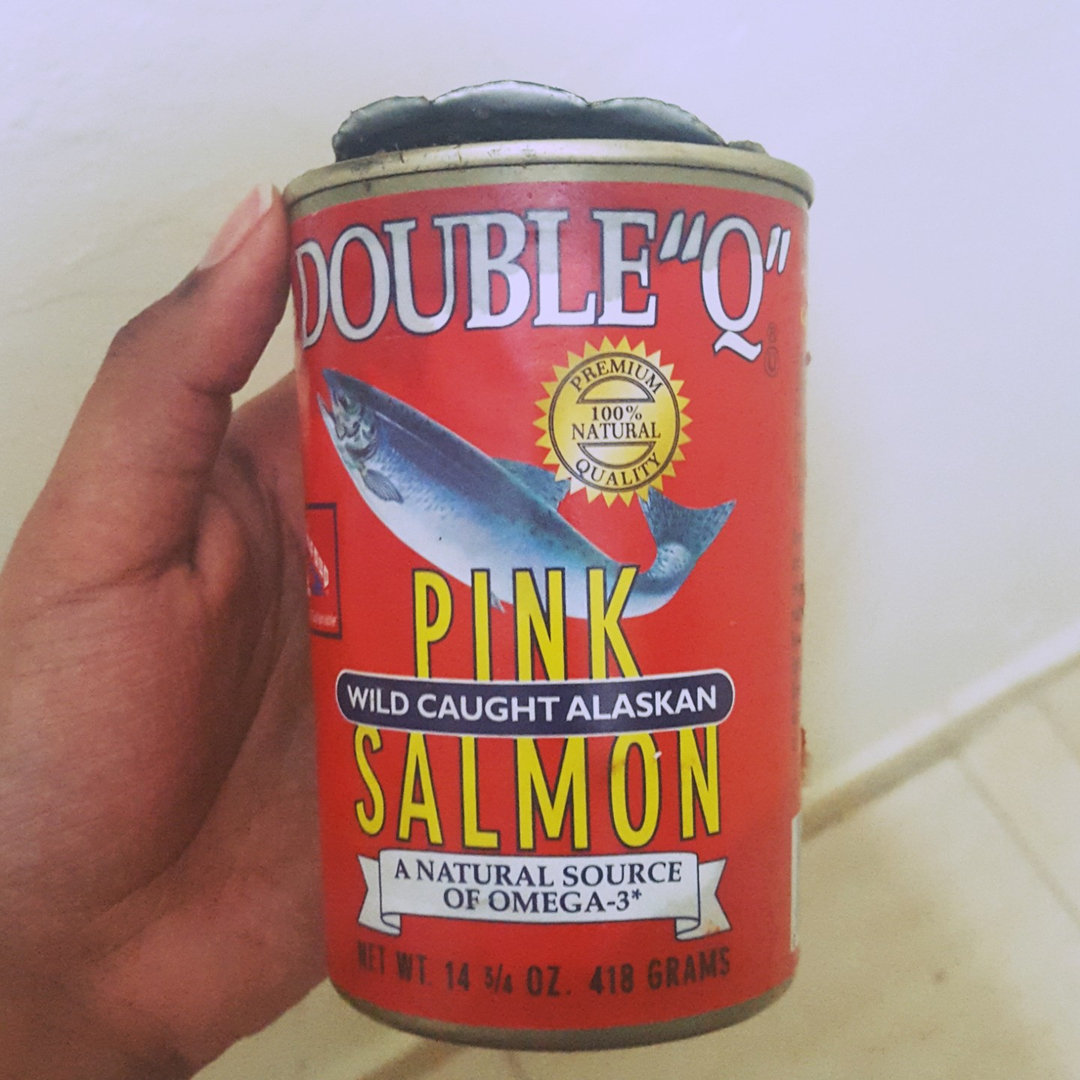 DOUBLE "Q"
PREMIUM
100%
NATURAL
QUALITY
PINK
WILD CAUGHT ALASKAN
SALMON
A NATURAL SOURCE
OF OMEGA-3*
NET WT. 14 3/4 OZ. 418 GRAMS